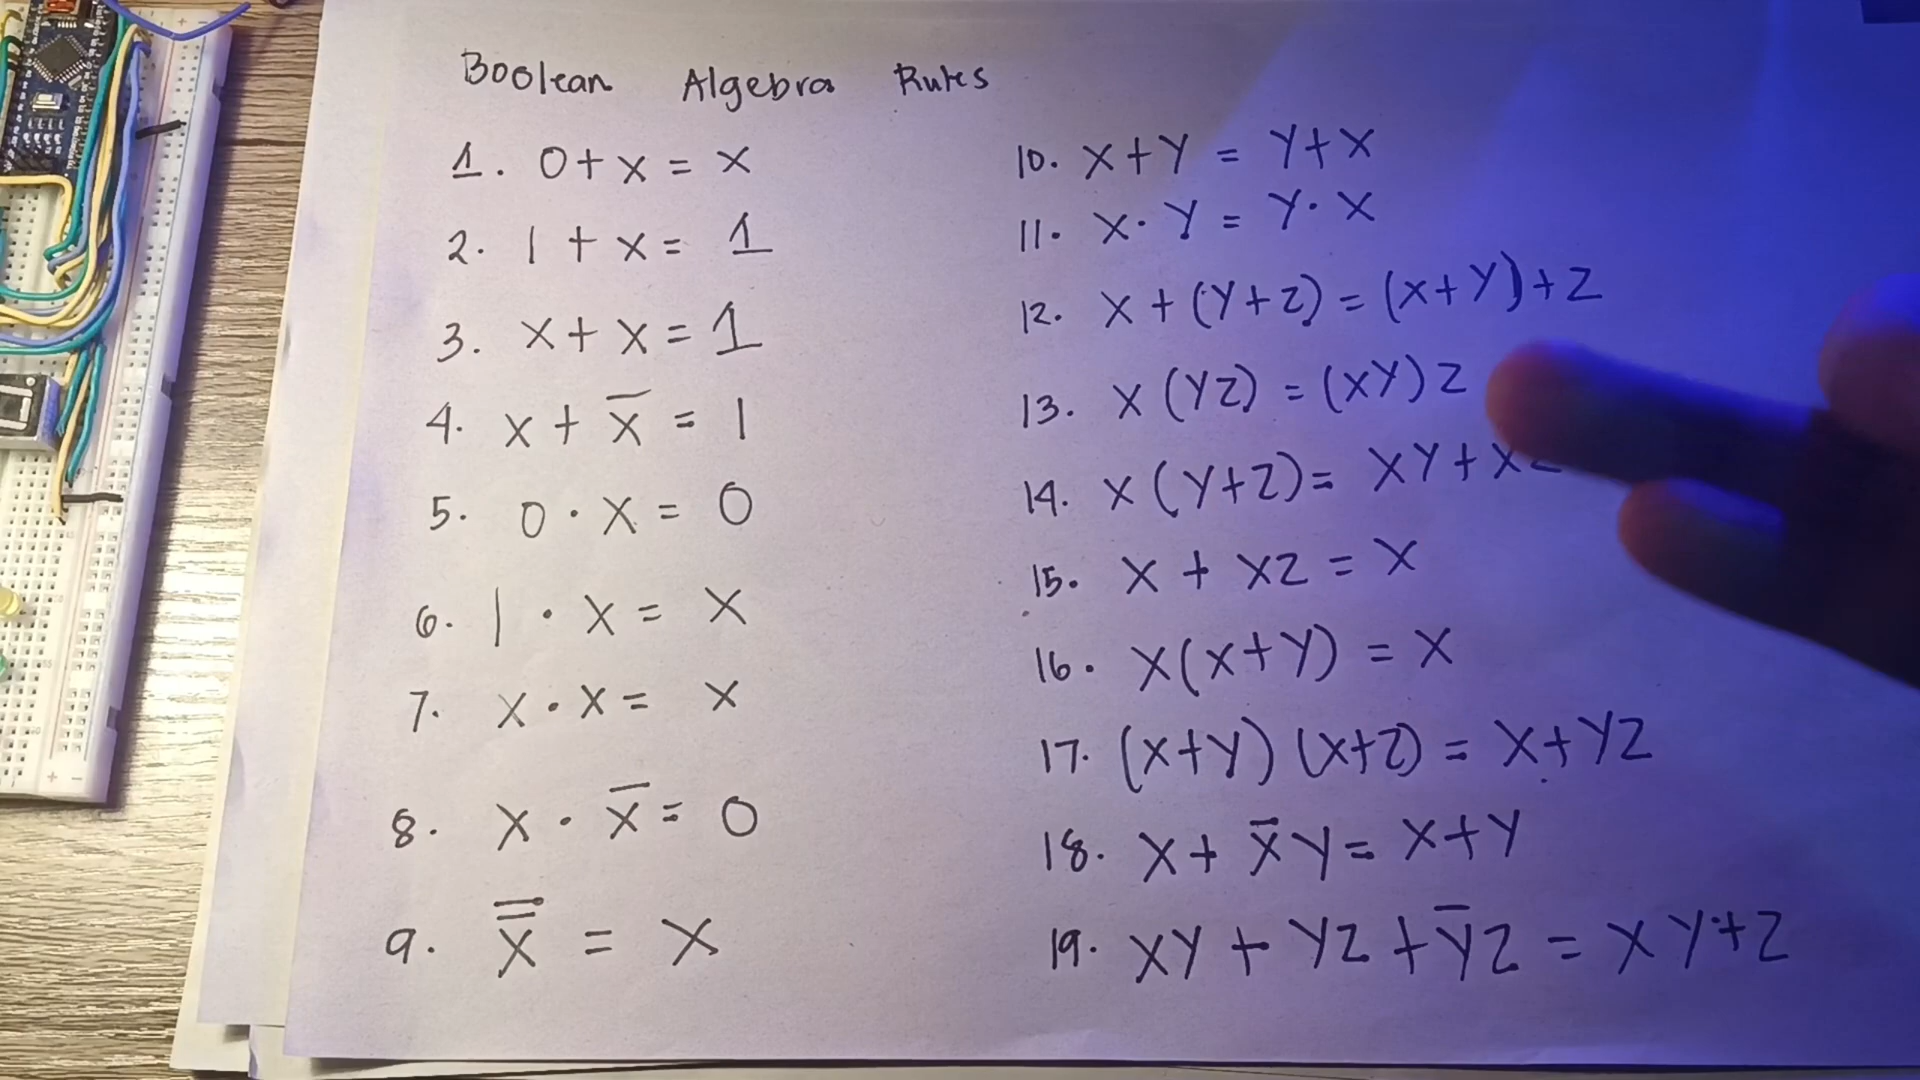 Boolean Algebra Rules
1. 0 + X = X
2. 1 + X = 1
3. X + X = 1
4. X + X̅ = 1
5. 0 · X = 0
6. 1 · X = X
7. X · X = X
8. X · X̅ = 0
9. X̿ = X
10. X + Y = Y + X
11. X · Y = Y · X
12. X + (Y + Z) = (X + Y) + Z
13. X (YZ) = (XY) Z
14. X (Y + Z) = XY + XZ
15. X + XZ = X
16. X (X + Y) = X
17. (X + Y) (X + Z) = X + YZ
18. X + X̅Y = X + Y
19. XY + YZ + Y̅Z = XY + Z